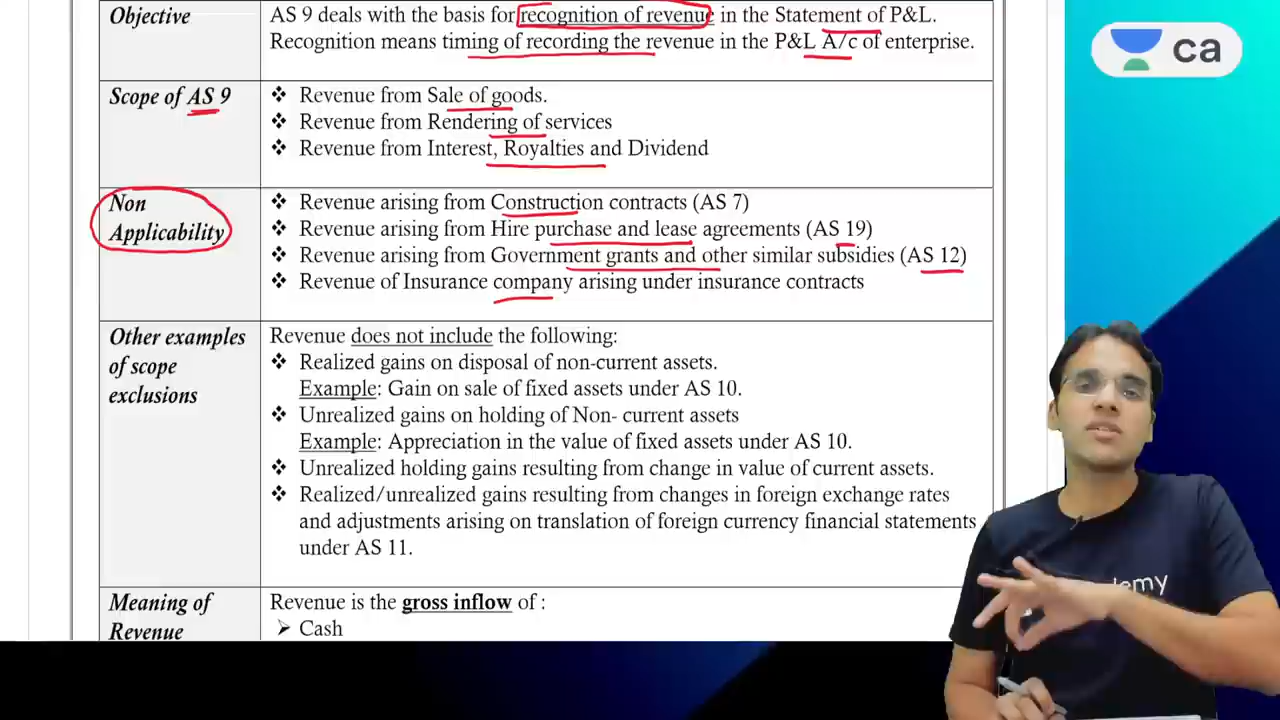 Objective
AS 9 deals with the basis for recognition of revenue in the Statement of P&L.
Recognition means timing of recording the revenue in the P&L A/c of enterprise.
Scope of AS 9
❖ Revenue from Sale of goods.
❖ Revenue from Rendering of services
❖ Revenue from Interest, Royalties and Dividend
Non
Applicability
❖ Revenue arising from Construction contracts (AS 7)
❖ Revenue arising from Hire purchase and lease agreements (AS 19)
❖ Revenue arising from Government grants and other similar subsidies (AS 12)
❖ Revenue of Insurance company arising under insurance contracts
Other examples
of scope
exclusions
Revenue does not include the following:
❖ Realized gains on disposal of non-current assets.
Example: Gain on sale of fixed assets under AS 10.
❖ Unrealized gains on holding of Non- current assets
Example: Appreciation in the value of fixed assets under AS 10.
❖ Unrealized holding gains resulting from change in value of current assets.
❖ Realized/unrealized gains resulting from changes in foreign exchange rates
and adjustments arising on translation of foreign currency financial statements
under AS 11.
Meaning of
Revenue
Revenue is the gross inflow of :
➢ Cash
ca